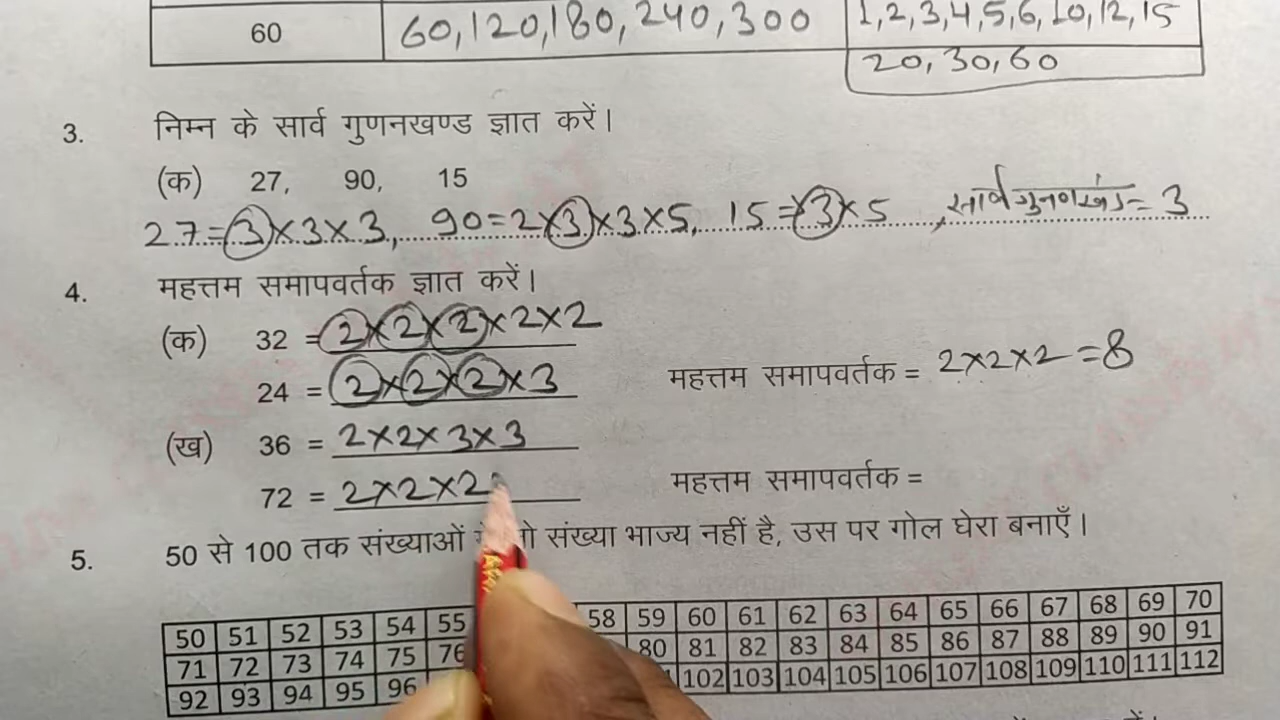 60 60,120,180,240,300 1,2,3,4,5,6,10,12,15
20,30,60
3. निम्न के सार्व गुणनखण्ड ज्ञात करें।
(क) 27, 90, 15
27=3×3×3, 90=2×3×3×5, 15=×3×5, सार्वगुणनखंड=3
4. महत्तम समापवर्तक ज्ञात करें।
(क) 32 = 2×2×2×2×2
24 = 2×2×2×3 महत्तम समापवर्तक = 2×2×2=8
(ख) 36 = 2×2×3×3
72 = 2×2×2 महत्तम समापवर्तक =
5. 50 से 100 तक संख्याओं संख्या भाज्य नहीं है, उस पर गोल घेरा बनाएँ।
50 51 52 53 54 55 58 59 60 61 62 63 64 65 66 67 68 69 70
71 72 73 74 75 76 80 81 82 83 84 85 86 87 88 89 90 91
92 93 94 95 96 102 103 104 105 106 107 108 109 110 111 112